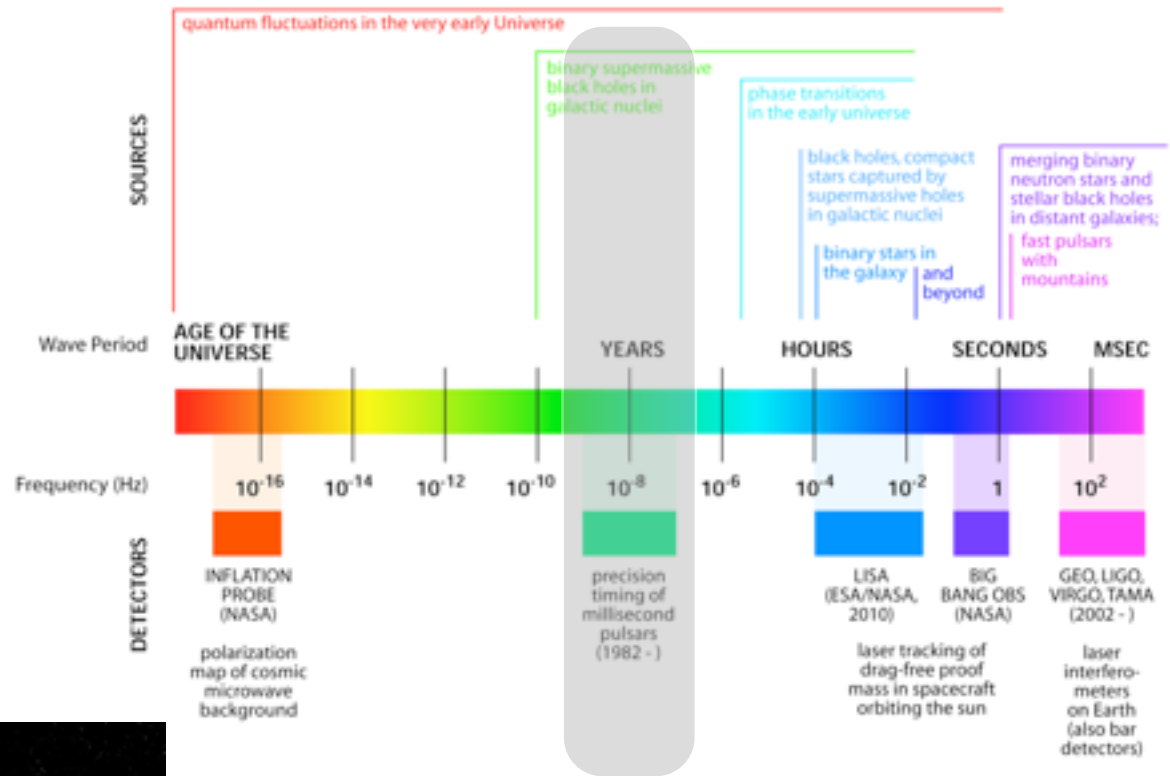 quantum fluctuations in the very early Universe
binary supermassive
black holes in
galactic nuclei
phase transitions
in the early universe
black holes, compact
stars captured by
supermassive holes
in galactic nuclei
merging binary
neutron stars and
stellar black holes
in distant galaxies;
binary stars in
the galaxy
and
beyond
fast pulsars
with
mountains
SOURCES
Wave Period
AGE OF THE
UNIVERSE
YEARS
HOURS
SECONDS
MSEC
Frequency (Hz)
10⁻¹⁶
10⁻¹⁴
10⁻¹²
10⁻¹⁰
10⁻⁸
10⁻⁶
10⁻⁴
10⁻²
1
10²
DETECTORS
INFLATION
PROBE
(NASA)
polarization
map of cosmic
microwave
background
precision
timing of
millisecond
pulsars
(1982 - )
LISA
(ESA/NASA,
2010)
BIG
BANG OBS
(NASA)
laser tracking of
drag-free proof
mass in spacecraft
orbiting the sun
GEO, LIGO,
VIRGO, TAMA
(2002 - )
laser
interfero-
meters
on Earth
(also bar
detectors)